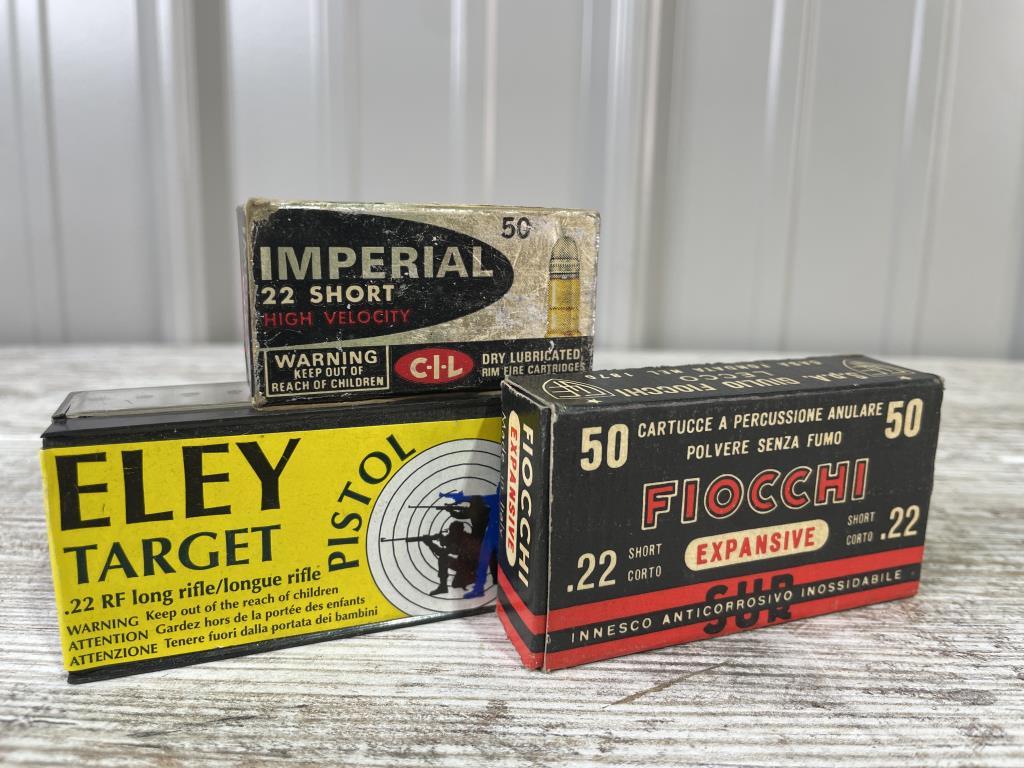 50
IMPERIAL
22 SHORT
HIGH VELOCITY
WARNING
KEEP OUT OF
REACH OF CHILDREN
C-I-L
DRY LUBRICATED
RIM FIRE CARTRIDGES
ELEY
TARGET
PISTOL
.22 RF long rifle/longue rifle
WARNING Keep out of the reach of children
ATTENTION Gardez hors de la portée des enfants
ATTENZIONE Tenere fuori dalla portata dei bambini
GIULIO FIOCCHI
FIOCCHI
EXPANSIVE
50 CARTUCCE A PERCUSSIONE ANULARE 50
POLVERE SENZA FUMO
FIOCCHI
.22 SHORT CORTO
EXPANSIVE
SHORT CORTO .22
SUR
INNESCO ANTICORROSIVO INOSSIDABILE